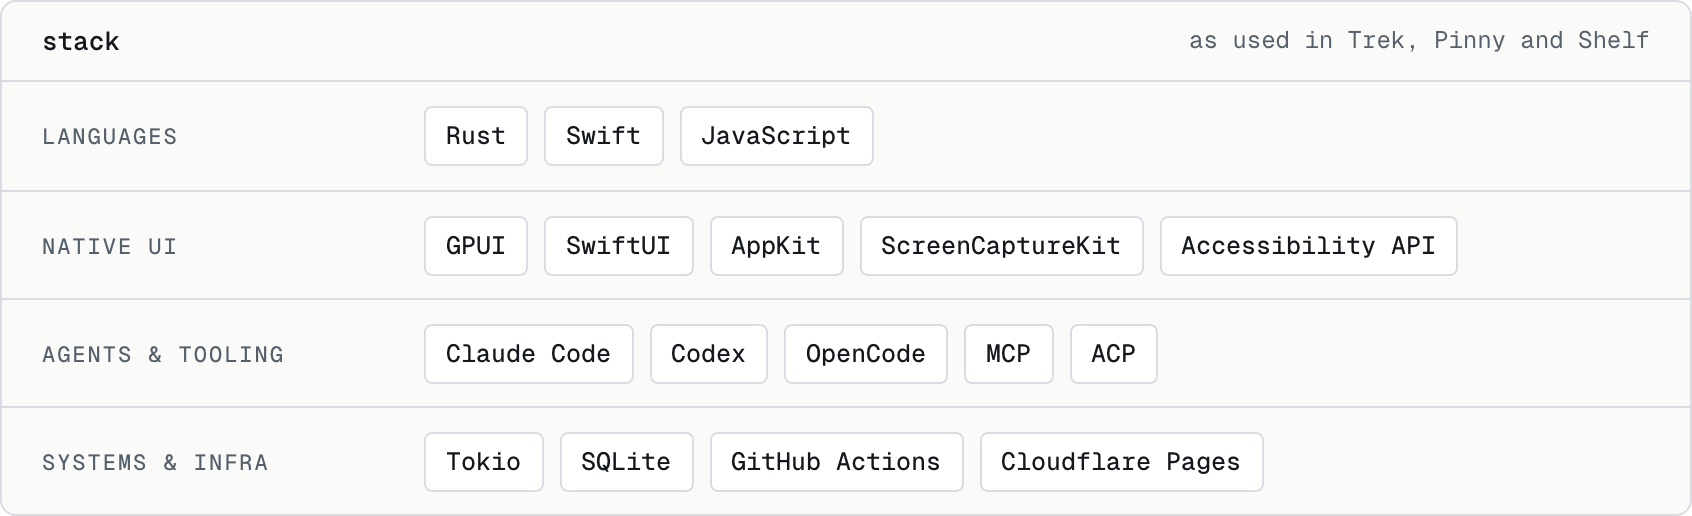 stack
as used in Trek, Pinny and Shelf
LANGUAGES
Rust Swift JavaScript
NATIVE UI
GPUI SwiftUI AppKit ScreenCaptureKit Accessibility API
AGENTS & TOOLING
Claude Code Codex OpenCode MCP ACP
SYSTEMS & INFRA
Tokio SQLite GitHub Actions Cloudflare Pages